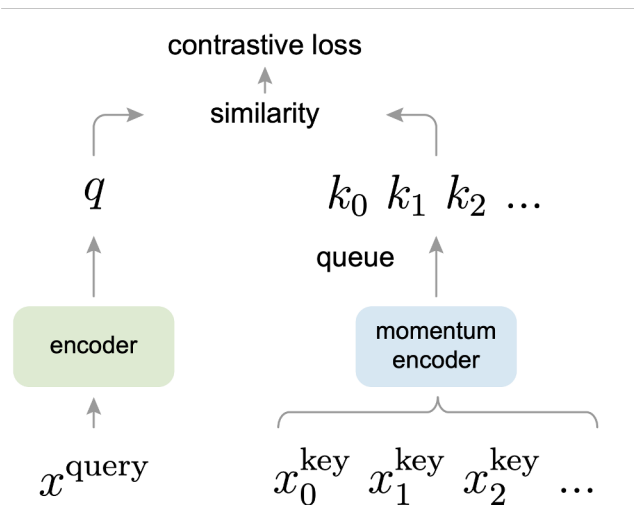 contrastive loss
similarity
q k₀ k₁ k₂ ...
queue
encoder
momentum
encoder
x^query x₀^key x₁^key x₂^key ...